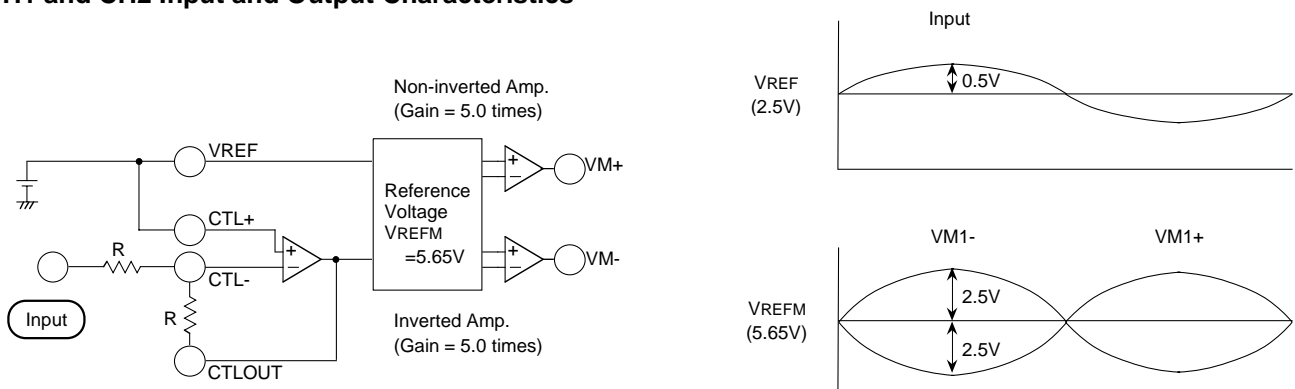 and CH2 Input and Output Characteristics
Non-inverted Amp.
(Gain = 5.0 times)
VREF
CTL+
R
CTL-
Input
R
CTLOUT
Reference
Voltage
VREFM
=5.65V
+
−
VM+
+
−
VM-
+
−
Inverted Amp.
(Gain = 5.0 times)
Input
VREF
(2.5V)
0.5V
VM1-
VM1+
VREFM
(5.65V)
2.5V
2.5V